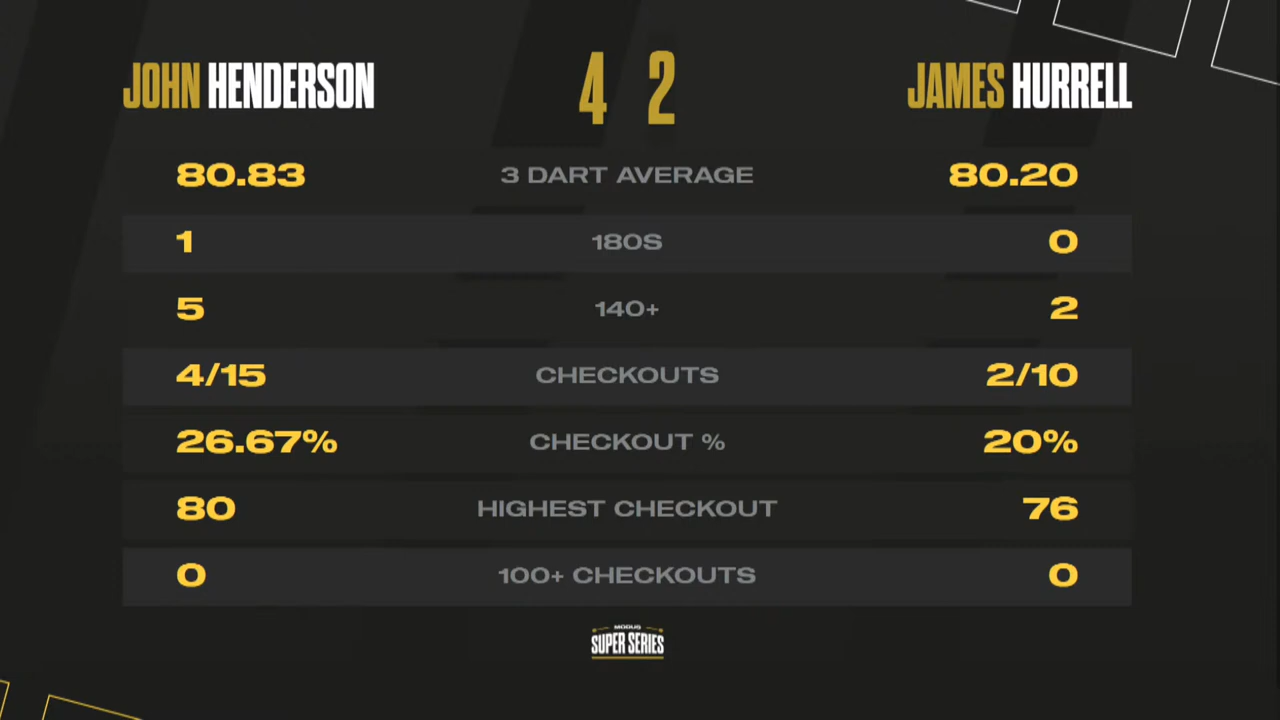 JOHN HENDERSON 4 2 JAMES HURRELL
80.83 3 DART AVERAGE 80.20
1 180S 0
5 140+ 2
4/15 CHECKOUTS 2/10
26.67% CHECKOUT % 20%
80 HIGHEST CHECKOUT 76
0 100+ CHECKOUTS 0
MODUS
SUPER SERIES